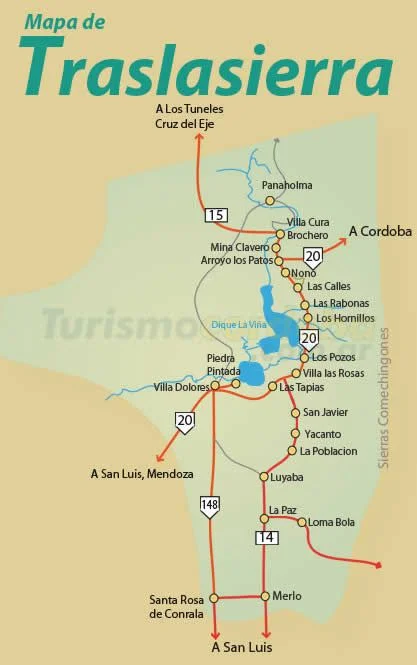 Mapa de
Traslasierra
A Los Tuneles
Cruz del Eje
Panaholma
15
Villa Cura
Brochero
A Cordoba
Mina Clavero
20
Arroyo los Patos
Nono
Las Calles
Las Rabonas
Los Hornillos
Dique La Viña
Turismo
20
Los Pozos
Piedra
Pintada
Villa las Rosas
Villa Dolores
Las Tapias
Sierras Comechingones
San Javier
20
Yacanto
La Poblacion
A San Luis, Mendoza
Luyaba
148
La Paz
Loma Bola
14
Santa Rosa
de Conrala
Merlo
A San Luis